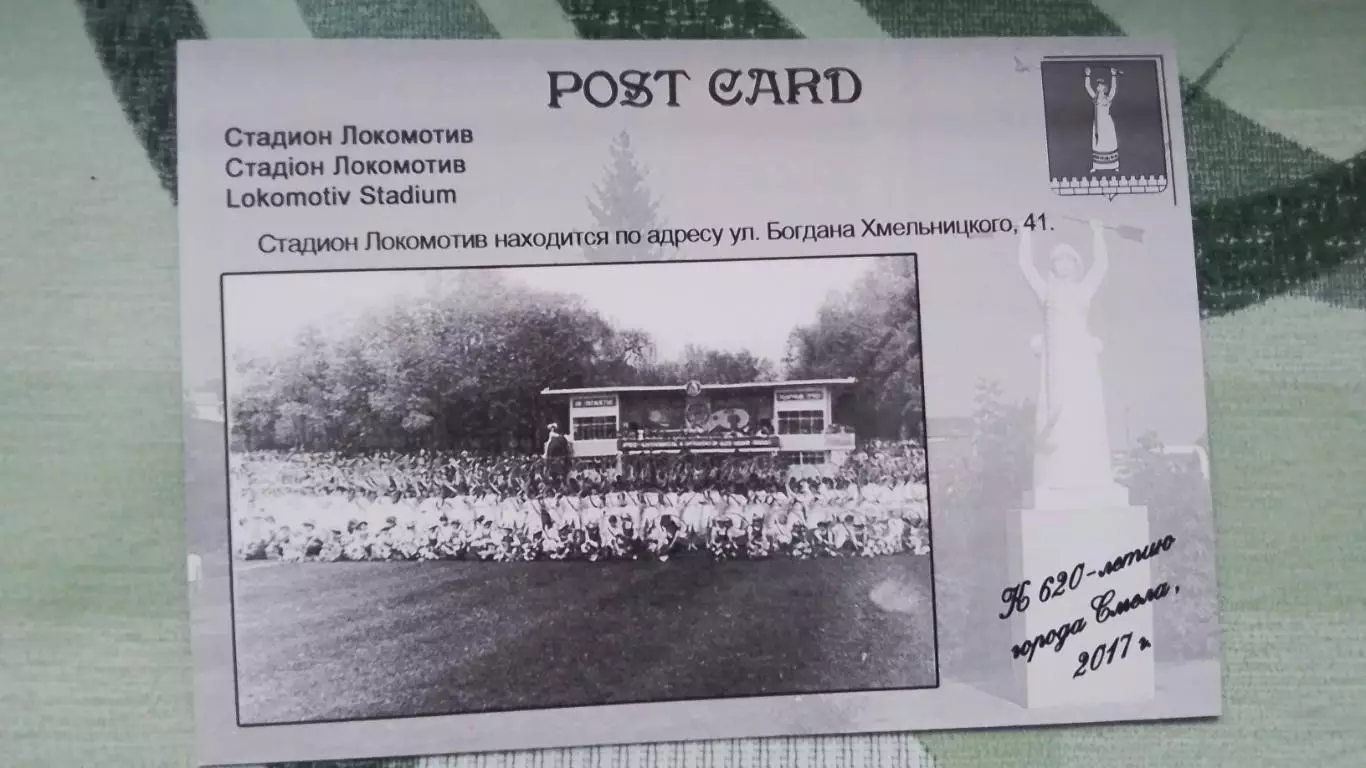 POST CARD
Стадион Локомотив
Стадіон Локомотив
Lokomotiv Stadium
Стадион Локомотив находится по адресу ул. Богдана Хмельницкого, 41.
К 620-летию
города Смела,
2017 г.